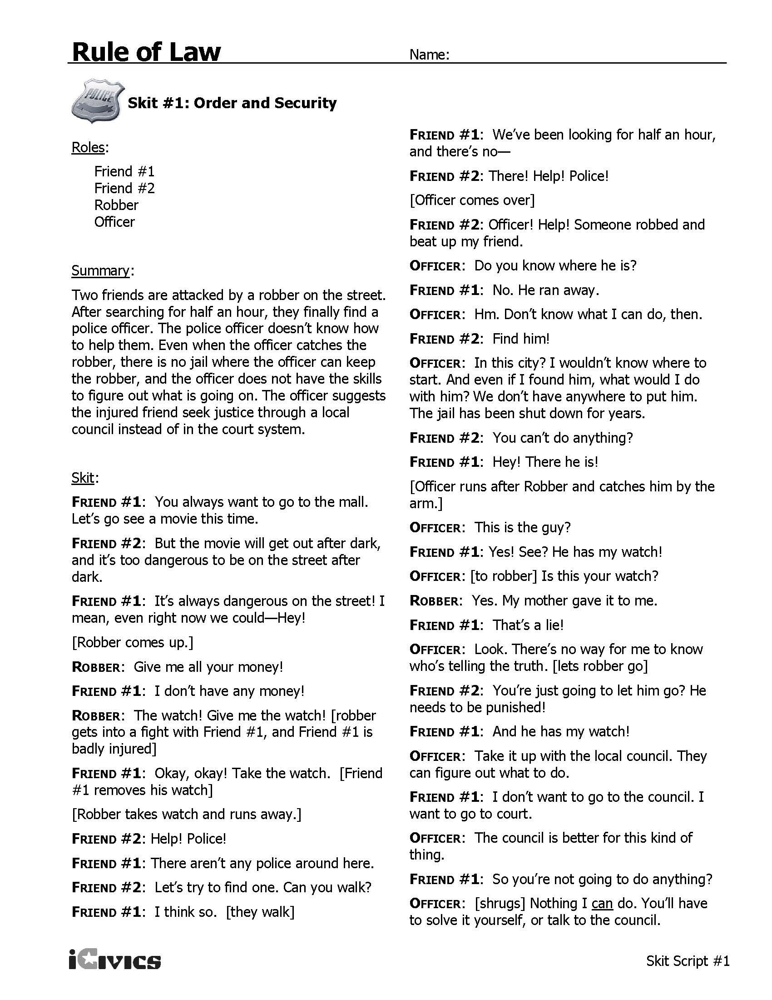 Rule of Law
Name:
POLICE
Skit #1: Order and Security
Roles:
Friend #1
Friend #2
Robber
Officer
Summary:
Two friends are attacked by a robber on the street.
After searching for half an hour, they finally find a
police officer. The police officer doesn’t know how
to help them. Even when the officer catches the
robber, there is no jail where the officer can keep
the robber, and the officer does not have the skills
to figure out what is going on. The officer suggests
the injured friend seek justice through a local
council instead of in the court system.
Skit:
FRIEND #1: You always want to go to the mall.
Let’s go see a movie this time.
FRIEND #2: But the movie will get out after dark,
and it’s too dangerous to be on the street after
dark.
FRIEND #1: It’s always dangerous on the street! I
mean, even right now we could—Hey!
[Robber comes up.]
ROBBER: Give me all your money!
FRIEND #1: I don’t have any money!
ROBBER: The watch! Give me the watch! [robber
gets into a fight with Friend #1, and Friend #1 is
badly injured]
FRIEND #1: Okay, okay! Take the watch. [Friend
#1 removes his watch]
[Robber takes watch and runs away.]
FRIEND #2: Help! Police!
FRIEND #1: There aren’t any police around here.
FRIEND #2: Let’s try to find one. Can you walk?
FRIEND #1: I think so. [they walk]
FRIEND #1: We’ve been looking for half an hour,
and there’s no—
FRIEND #2: There! Help! Police!
[Officer comes over]
FRIEND #2: Officer! Help! Someone robbed and
beat up my friend.
OFFICER: Do you know where he is?
FRIEND #1: No. He ran away.
OFFICER: Hm. Don’t know what I can do, then.
FRIEND #2: Find him!
OFFICER: In this city? I wouldn’t know where to
start. And even if I found him, what would I do
with him? We don’t have anywhere to put him.
The jail has been shut down for years.
FRIEND #2: You can’t do anything?
FRIEND #1: Hey! There he is!
[Officer runs after Robber and catches him by the
arm.]
OFFICER: This is the guy?
FRIEND #1: Yes! See? He has my watch!
OFFICER: [to robber] Is this your watch?
ROBBER: Yes. My mother gave it to me.
FRIEND #1: That’s a lie!
OFFICER: Look. There’s no way for me to know
who’s telling the truth. [lets robber go]
FRIEND #2: You’re just going to let him go? He
needs to be punished!
FRIEND #1: And he has my watch!
OFFICER: Take it up with the local council. They
can figure out what to do.
FRIEND #1: I don’t want to go to the council. I
want to go to court.
OFFICER: The council is better for this kind of
thing.
FRIEND #1: So you’re not going to do anything?
OFFICER: [shrugs] Nothing I can do. You’ll have
to solve it yourself, or talk to the council.
iCivics
Skit Script #1